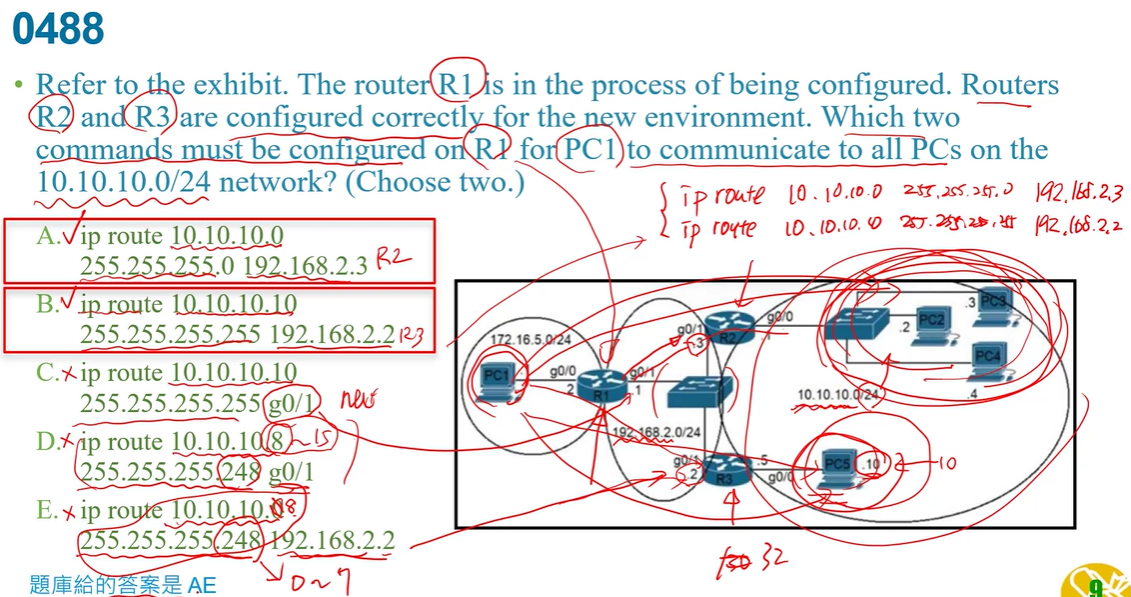 0488
• Refer to the exhibit. The router R1 is in the process of being configured. Routers
R2 and R3 are configured correctly for the new environment. Which two
commands must be configured on R1 for PC1 to communicate to all PCs on the
10.10.10.0/24 network? (Choose two.)
ip route 10.10.10.0 255.255.255.0 192.168.2.3
ip route 10.10.10.10 255.255.255.255 192.168.2.2
A. ip route 10.10.10.0
255.255.255.0 192.168.2.3 R2
B. ip route 10.10.10.10
255.255.255.255 192.168.2.2 R3
C. × ip route 10.10.10.10
255.255.255.255 g0/1
D. × ip route 10.10.10.8 ~15
255.255.255.248 g0/1
E. × ip route 10.10.10.0 8
255.255.255.248 192.168.2.2
0~7
題庫給的答案是 AE
172.16.5.0/24
PC1
g0/0
.2
R1
g0/1
.1
192.168.2.0/24
g0/1
.3
R2
g0/0
g0/1
.2
R3
.5
g0/0
.3
PC3
.2
PC2
PC4
.4
10.10.10.0/24
PC5
.10
10
32
9